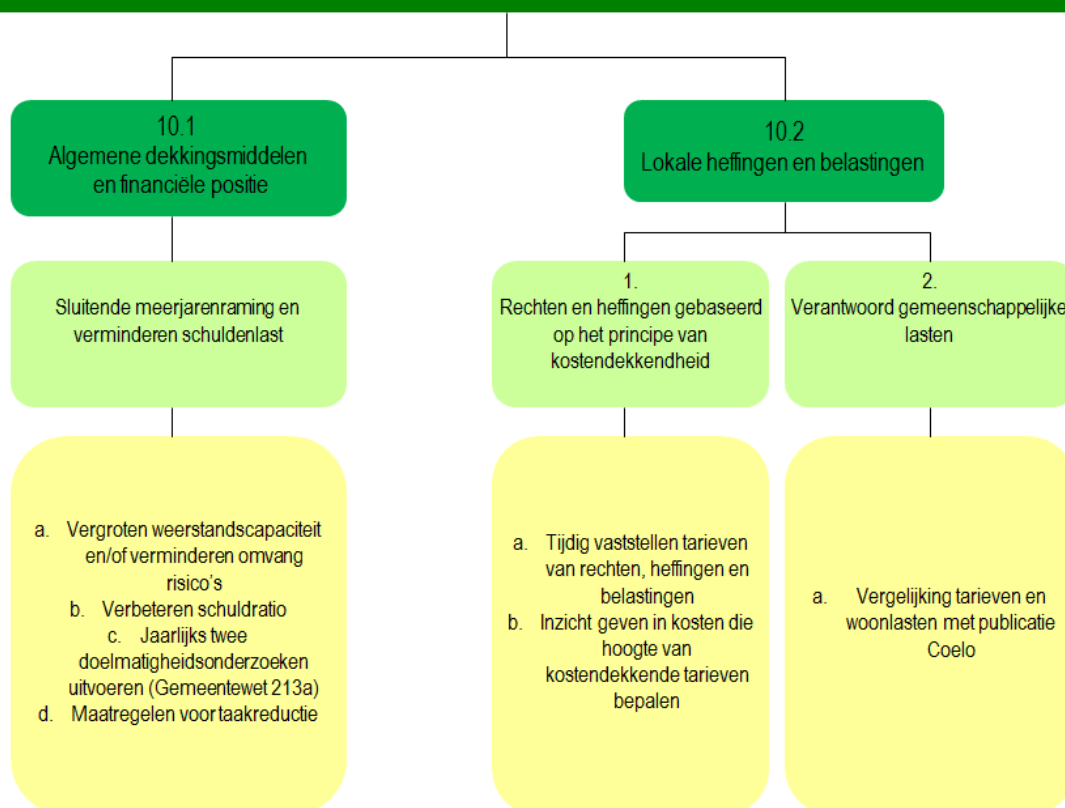 10.1
Algemene dekkingsmiddelen
en financiële positie
10.2
Lokale heffingen en belastingen
Sluitende meerjarenraming en
verminderen schuldenlast
1.
Rechten en heffingen gebaseerd
op het principe van
kostendekkendheid
2.
Verantwoord gemeenschappelijke
lasten
a. Vergroten weerstandscapaciteit
en/of verminderen omvang
risico's
b. Verbeteren schuldratio
c. Jaarlijks twee
doelmatigheidsonderzoeken
uitvoeren (Gemeentewet 213a)
d. Maatregelen voor taakreductie
a. Tijdig vaststellen tarieven
van rechten, heffingen en
belastingen
b. Inzicht geven in kosten die
hoogte van
kostendekkende tarieven
bepalen
a. Vergelijking tarieven en
woonlasten met publicatie
Coelo